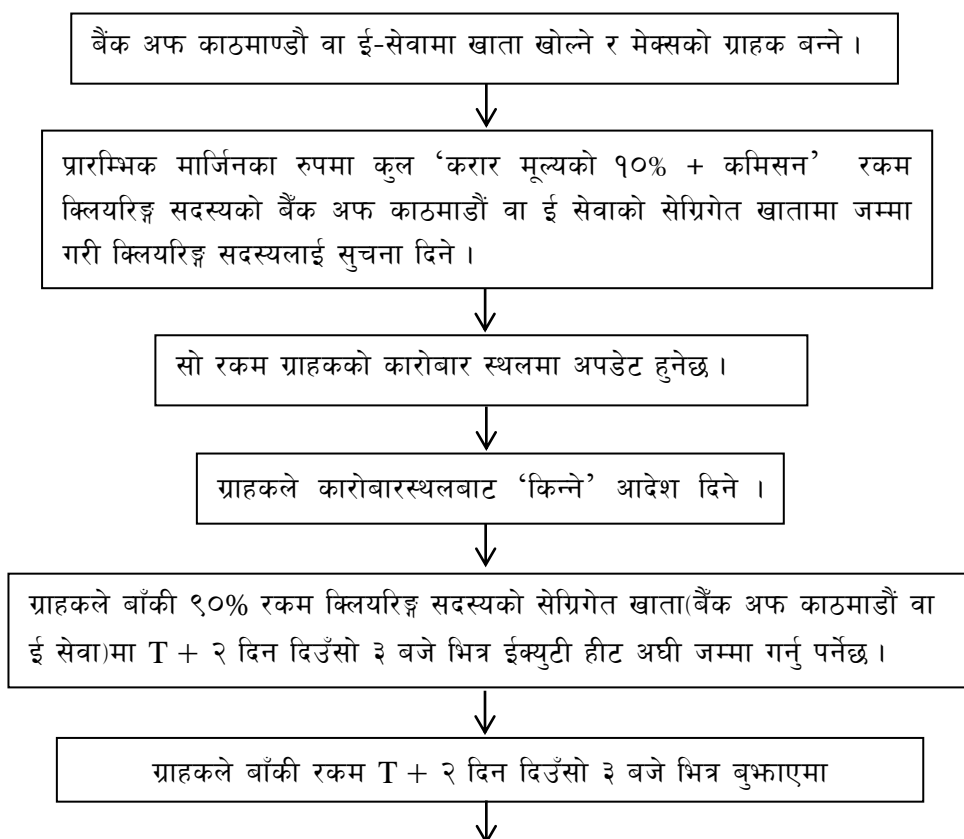 बैंक अफ काठमाण्डौ वा ई-सेवामा खाता खोल्ने र मेक्सको ग्राहक बन्ने ।
प्रारम्भिक मार्जिनका रुपमा कुल ‘करार मूल्यको १०% + कमिसन’ रकम
क्लियरिङ्ग सदस्यको बैँक अफ काठमाडौं वा ई सेवाको सेग्रिगेत खातामा जम्मा
गरी क्लियरिङ्ग सदस्यलाई सुचना दिने ।
सो रकम ग्राहकको कारोबार स्थलमा अपडेट हुनेछ ।
ग्राहकले कारोबारस्थलबाट ‘किन्ने’ आदेश दिने ।
ग्राहकले बाँकी ९०% रकम क्लियरिङ्ग सदस्यको सेग्रिगेत खाता(बैँक अफ काठमाडौं वा
ई सेवा)मा T + २ दिन दिउँसो ३ बजे भित्र ईक्युटी हीट अघी जम्मा गर्नु पर्नेछ ।
ग्राहकले बाँकी रकम T + २ दिन दिउँसो ३ बजे भित्र बुझाएमा